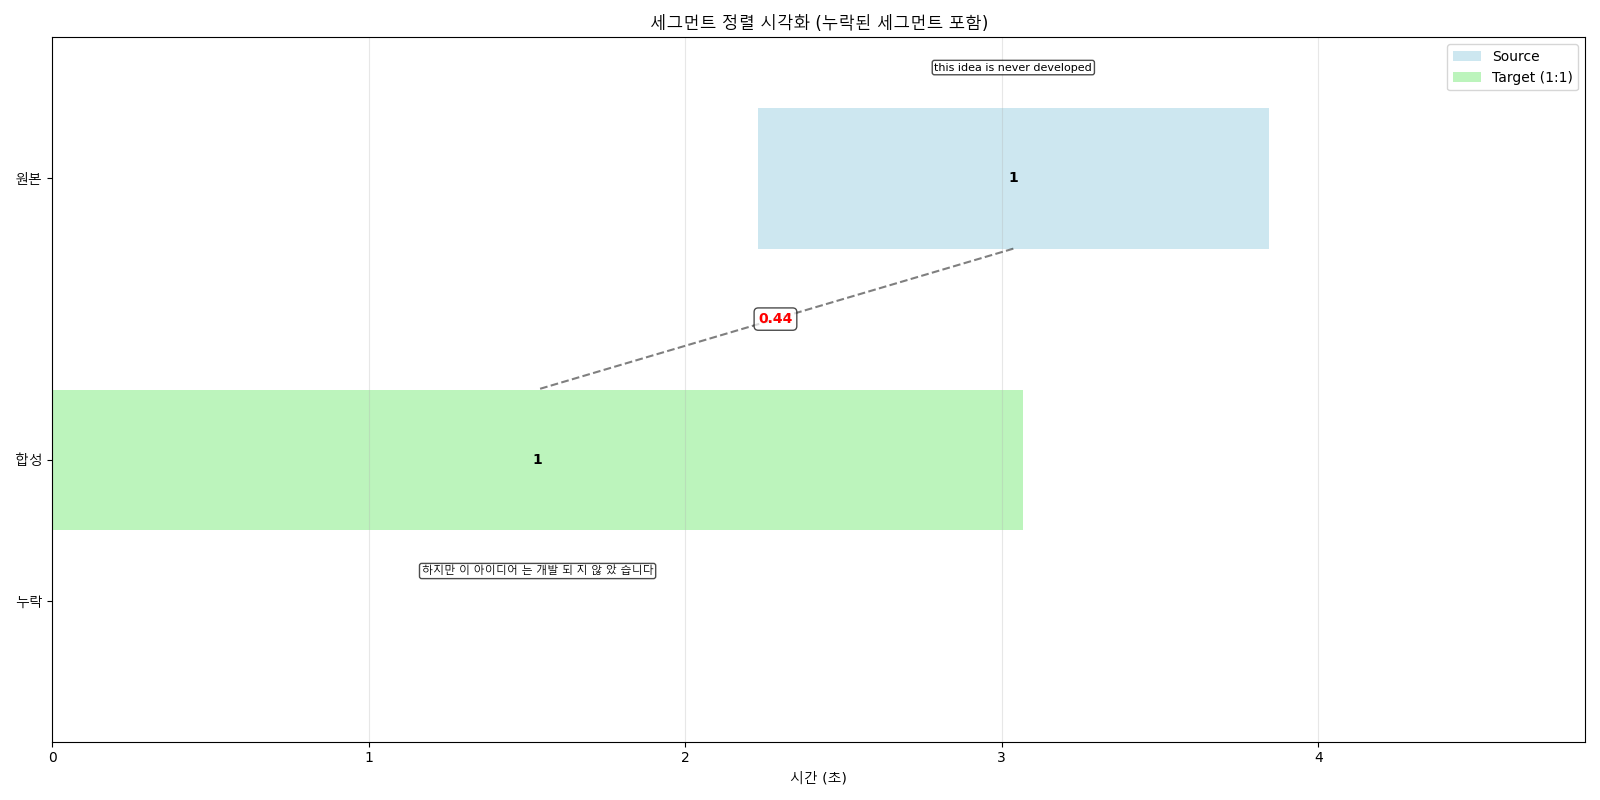 세그먼트 정렬 시각화 (누락된 세그먼트 포함)
this idea is never developed
Source
Target (1:1)
원본
1
0.44
합성
1
하지만 이 아이디어 는 개발 되 지 않 았 습니다
누락
0 1 2 3 4
시간 (초)